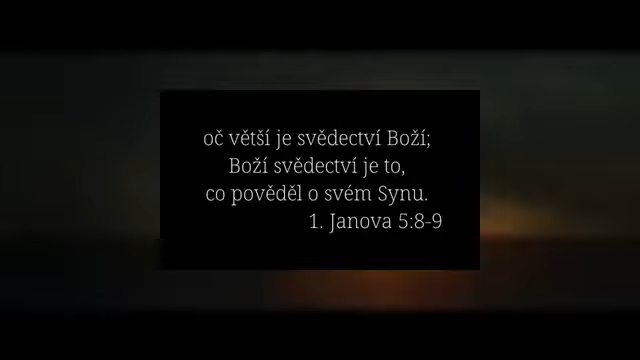 oč větší je svědectví Boží;
Boží svědectví je to,
co pověděl o svém Synu.
1. Janova 5:8-9